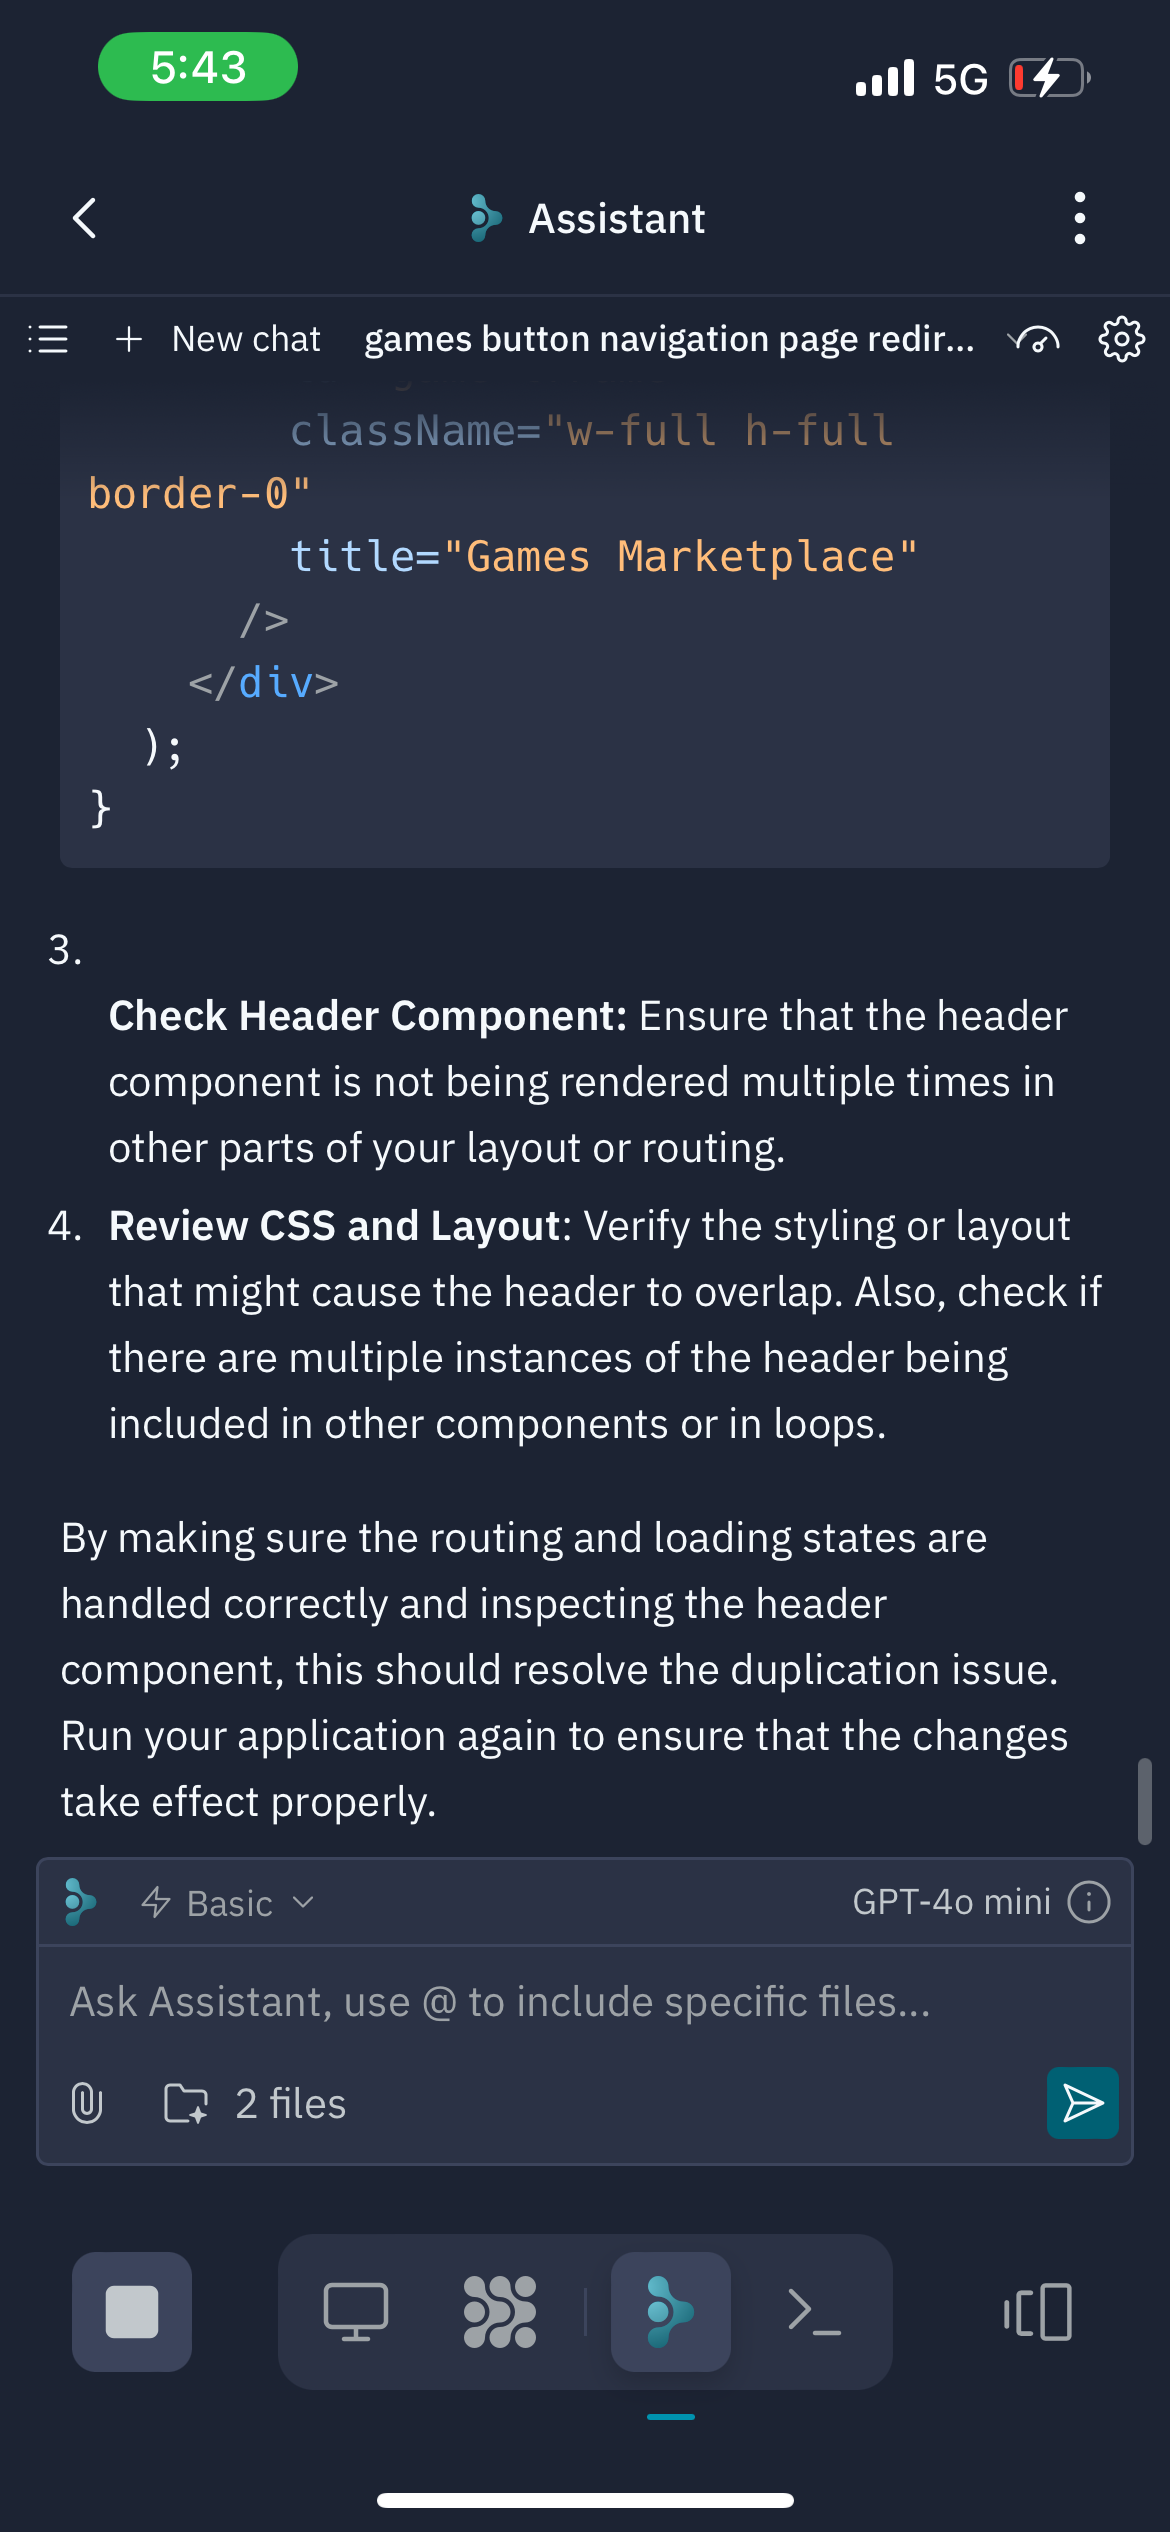 5:43
5G
Assistant
New chat
games button navigation page redir...
className="w-full h-full
border-0"
title="Games Marketplace"
/>
</div>
);
}
3.
Check Header Component: Ensure that the header
component is not being rendered multiple times in
other parts of your layout or routing.
4. Review CSS and Layout: Verify the styling or layout
that might cause the header to overlap. Also, check if
there are multiple instances of the header being
included in other components or in loops.
By making sure the routing and loading states are
handled correctly and inspecting the header
component, this should resolve the duplication issue.
Run your application again to ensure that the changes
take effect properly.
Basic
GPT-4o mini
Ask Assistant, use @ to include specific files...
2 files